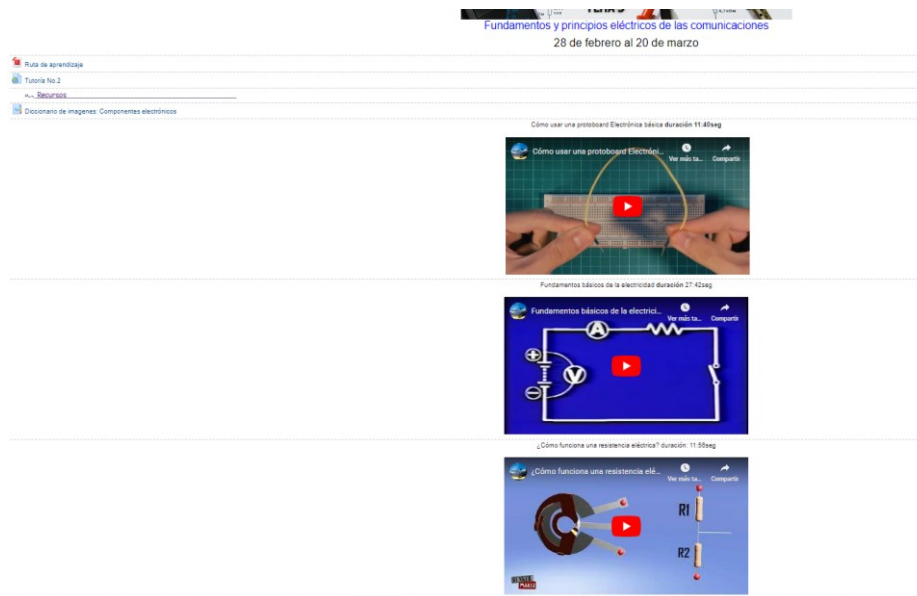 TEMA 3
Fundamentos y principios eléctricos de las comunicaciones
28 de febrero al 20 de marzo
Ruta de aprendizaje
Tutoría No.2
Recursos
Diccionario de imagenes: Componentes electrónicos
Cómo usar una protoboard Electrónica básica duración 11:40seg
Cómo usar una protoboard Electróni...
Ver más ta...
Compartir
Fundamentos básicos de la electricidad duración 27:42seg
Fundamentos básicos de la electrici...
Ver más ta...
Compartir
A
V
¿Cómo funciona una resistencia eléctrica? duración: 11:58seg
¿Cómo funciona una resistencia elé...
Ver más ta...
Compartir
R1
R2